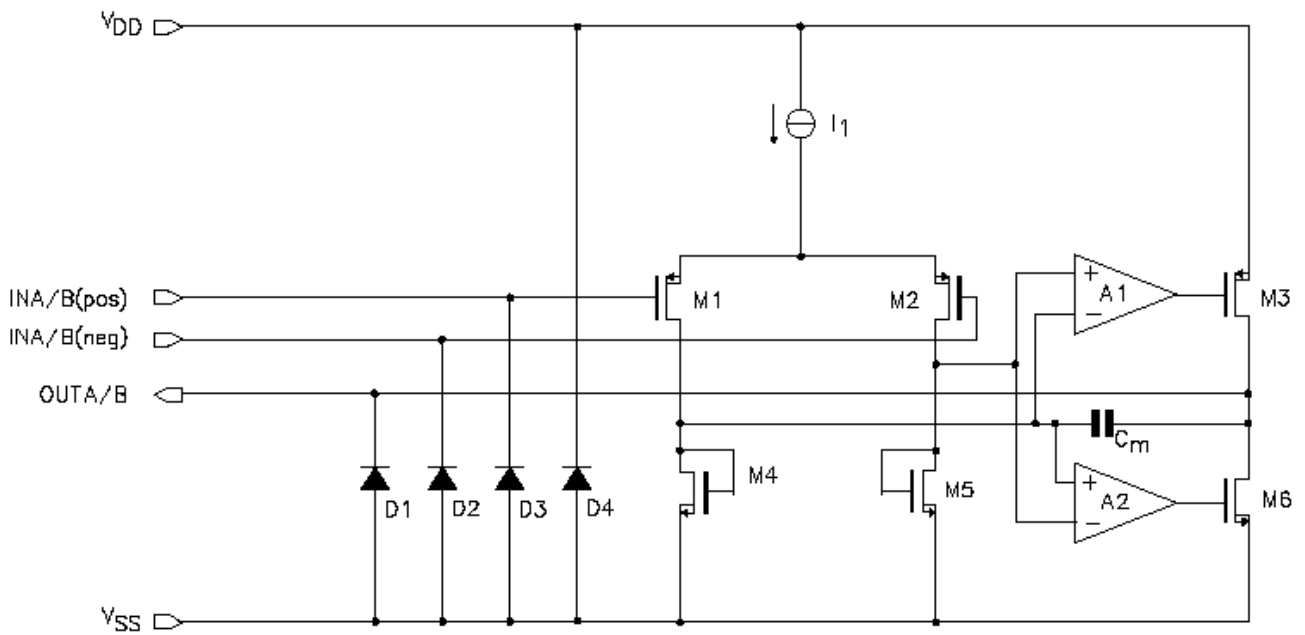 VDD
I1
INA/B(pos)
INA/B(neg)
OUTA/B
M1
M2
+
A1
−
M3
Cm
M4
M5
+
A2
−
M6
D1
D2
D3
D4
VSS